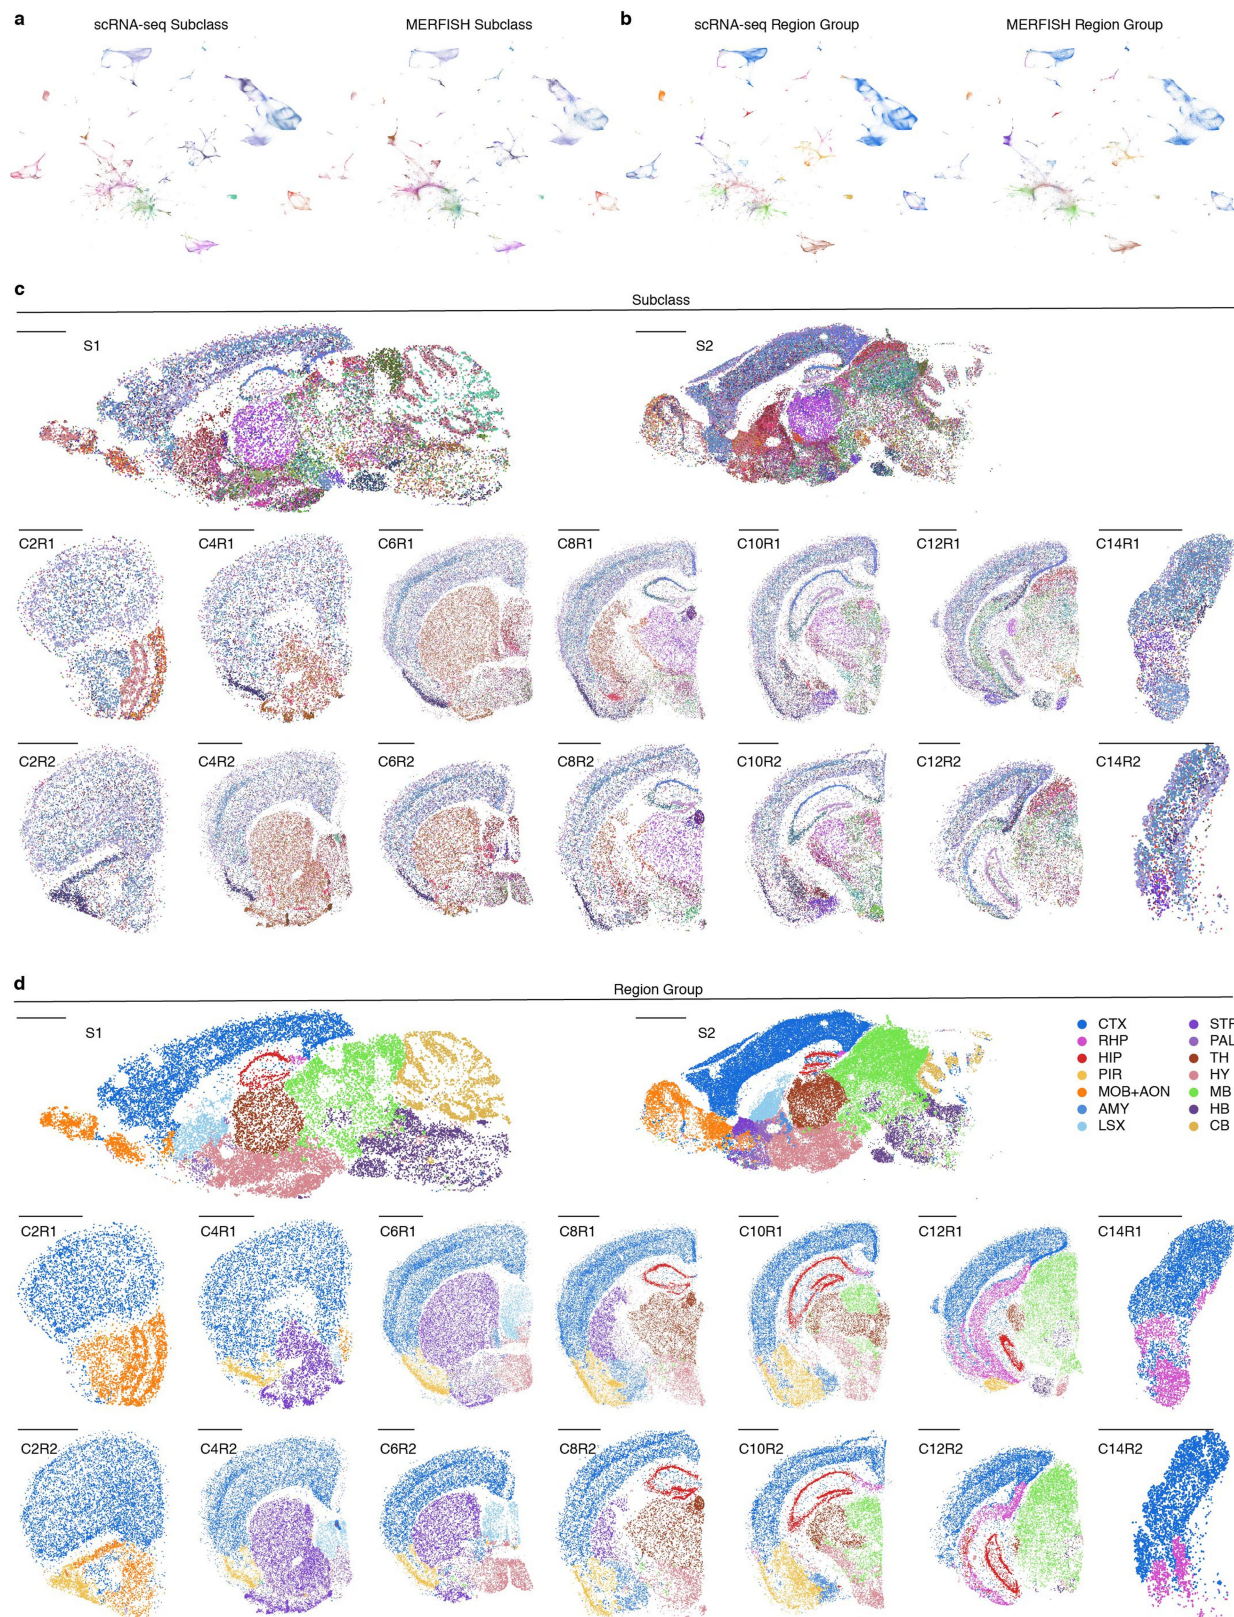 a
b
scRNA-seq Subclass
MERFISH Subclass
scRNA-seq Region Group
MERFISH Region Group
c
Subclass
S1
S2
C2R1
C4R1
C6R1
C8R1
C10R1
C12R1
C14R1
C2R2
C4R2
C6R2
C8R2
C10R2
C12R2
C14R2
d
Region Group
S1
S2
CTX
RHP
HIP
PIR
MOB+AON
AMY
LSX
PAL
TH
HY
MB
HB
CB
C2R1
C4R1
C6R1
C8R1
C10R1
C12R1
C14R1
C2R2
C4R2
C6R2
C8R2
C10R2
C12R2
C14R2